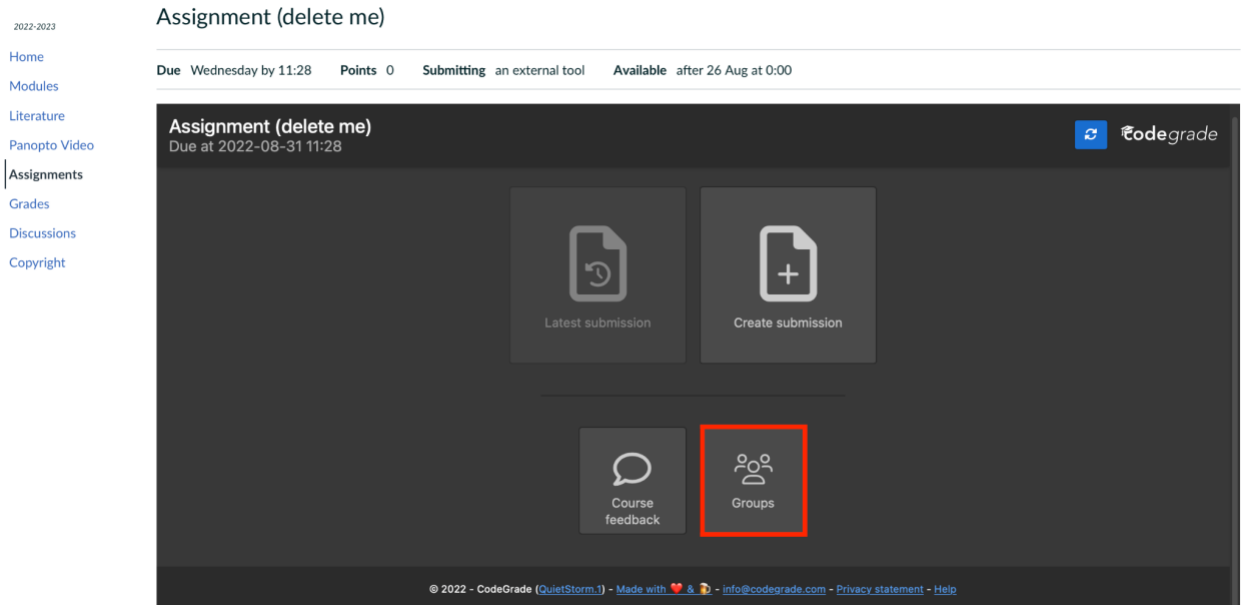 Assignment (delete me)
2022-2023
Home
Modules
Literature
Panopto Video
Assignments
Grades
Discussions
Copyright
Due Wednesday by 11:28 Points 0 Submitting an external tool Available after 26 Aug at 0:00
Assignment (delete me)
Due at 2022-08-31 11:28
codegrade
Latest submission
Create submission
Course
feedback
Groups
© 2022 - CodeGrade (QuietStorm.1) - Made with ❤️ & 🍺 - info@codegrade.com - Privacy statement - Help